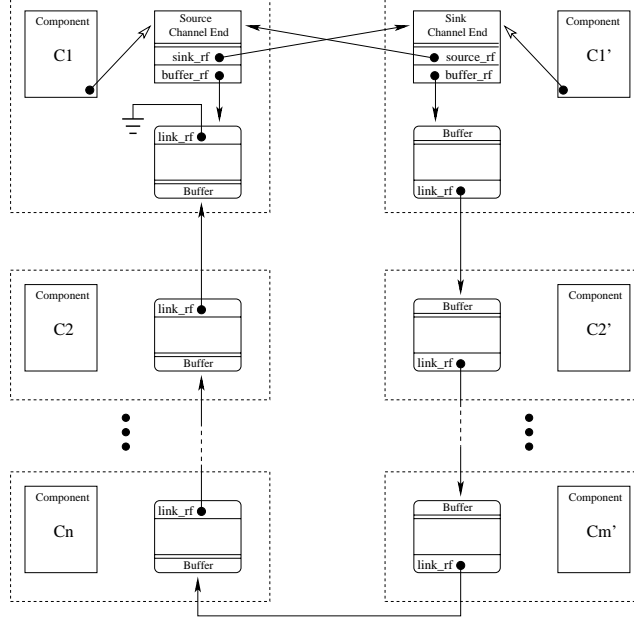 Component
C1
Source
Channel End
sink_rf
buffer_rf
link_rf
Buffer
Sink
Channel End
source_rf
buffer_rf
Component
C1’
Buffer
link_rf
Component
C2
link_rf
Buffer
Buffer
link_rf
Component
C2’
Component
Cn
link_rf
Buffer
Buffer
link_rf
Component
Cm’